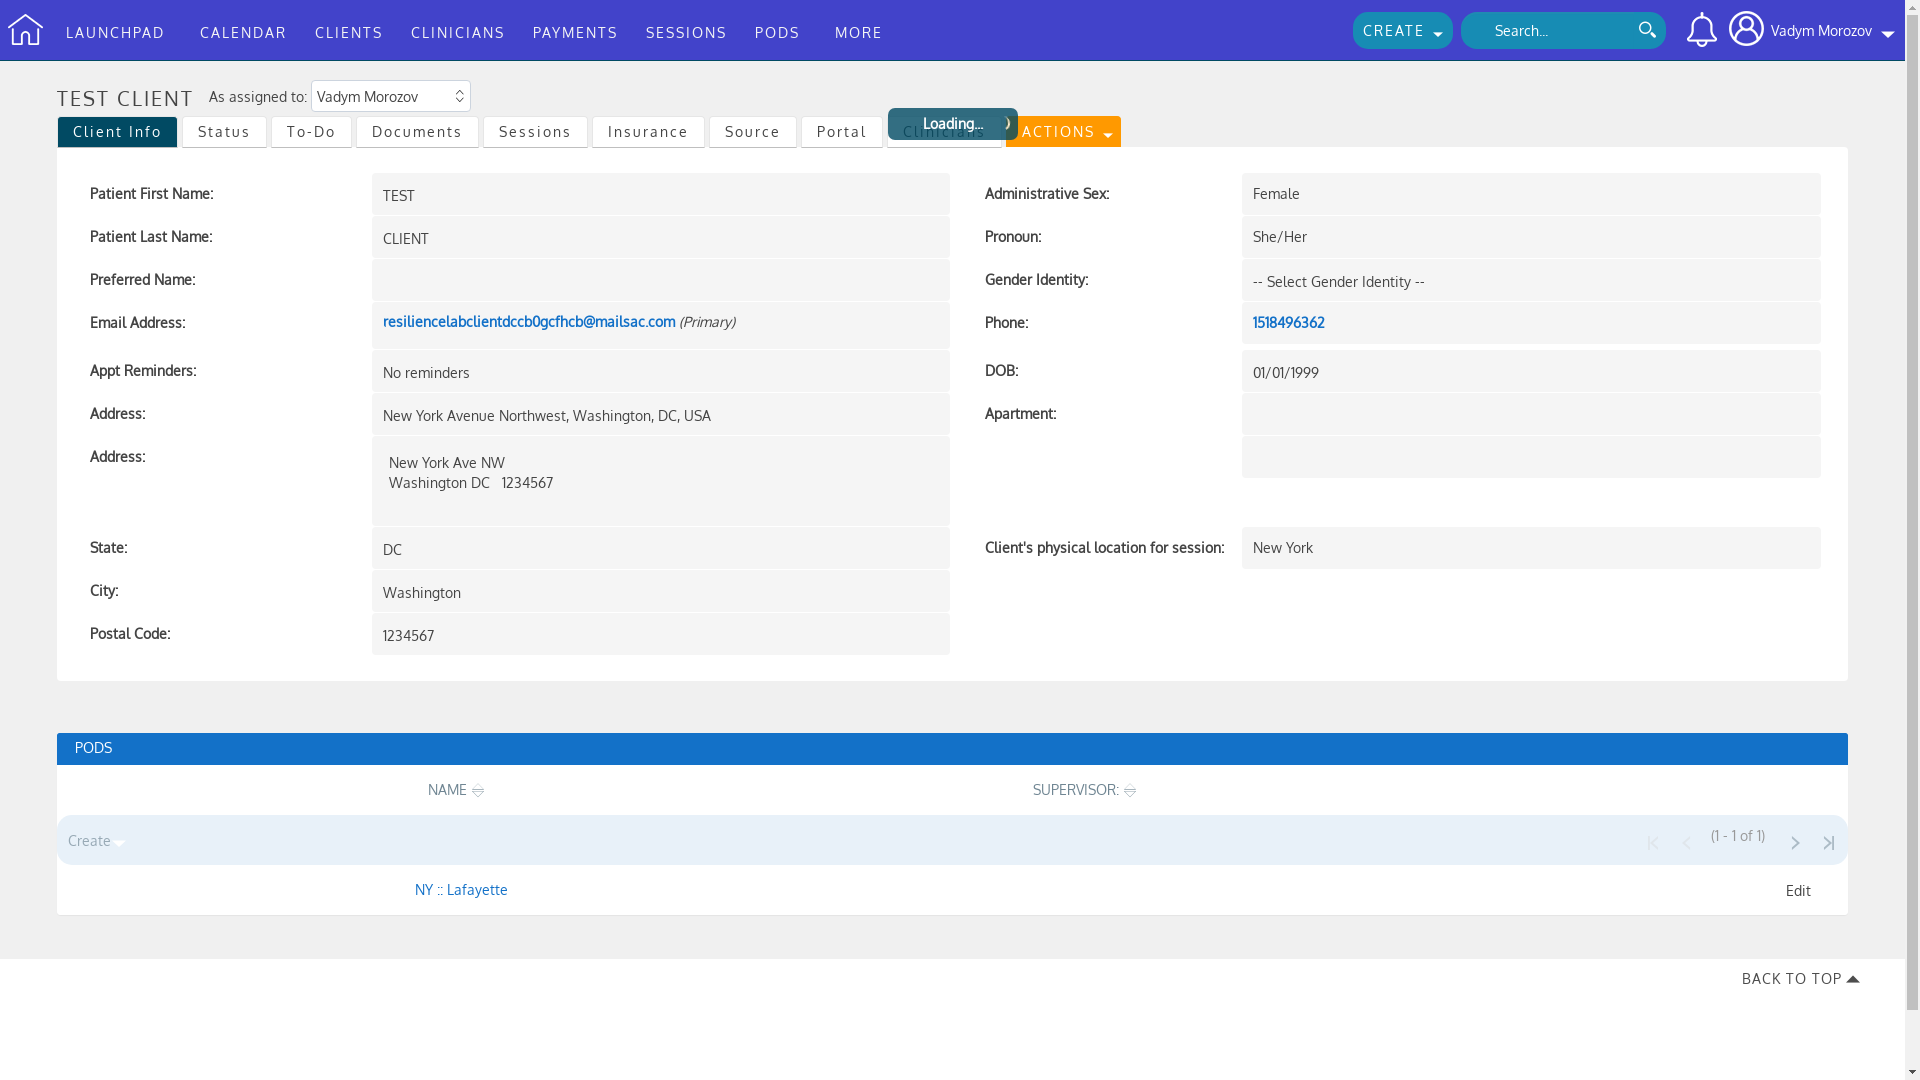 LAUNCHPAD CALENDAR CLIENTS CLINICIANS PAYMENTS SESSIONS PODS MORE CREATE Search... Vadym Morozov
TEST CLIENT As assigned to: Vadym Morozov
Loading...
Client Info Status To-Do Documents Sessions Insurance Source Portal Clinicians ACTIONS
Patient First Name: TEST Administrative Sex: Female
Patient Last Name: CLIENT Pronoun: She/Her
Preferred Name: Gender Identity: -- Select Gender Identity --
Email Address: resiliencelabclientdccb0gcfhcb@mailsac.com (Primary) Phone: 1518496362
Appt Reminders: No reminders DOB: 01/01/1999
Address: New York Avenue Northwest, Washington, DC, USA Apartment:
Address: New York Ave NW
Washington DC 1234567
State: DC Client's physical location for session: New York
City: Washington
Postal Code: 1234567
PODS
NAME SUPERVISOR:
Create (1 - 1 of 1)
NY :: Lafayette Edit
BACK TO TOP